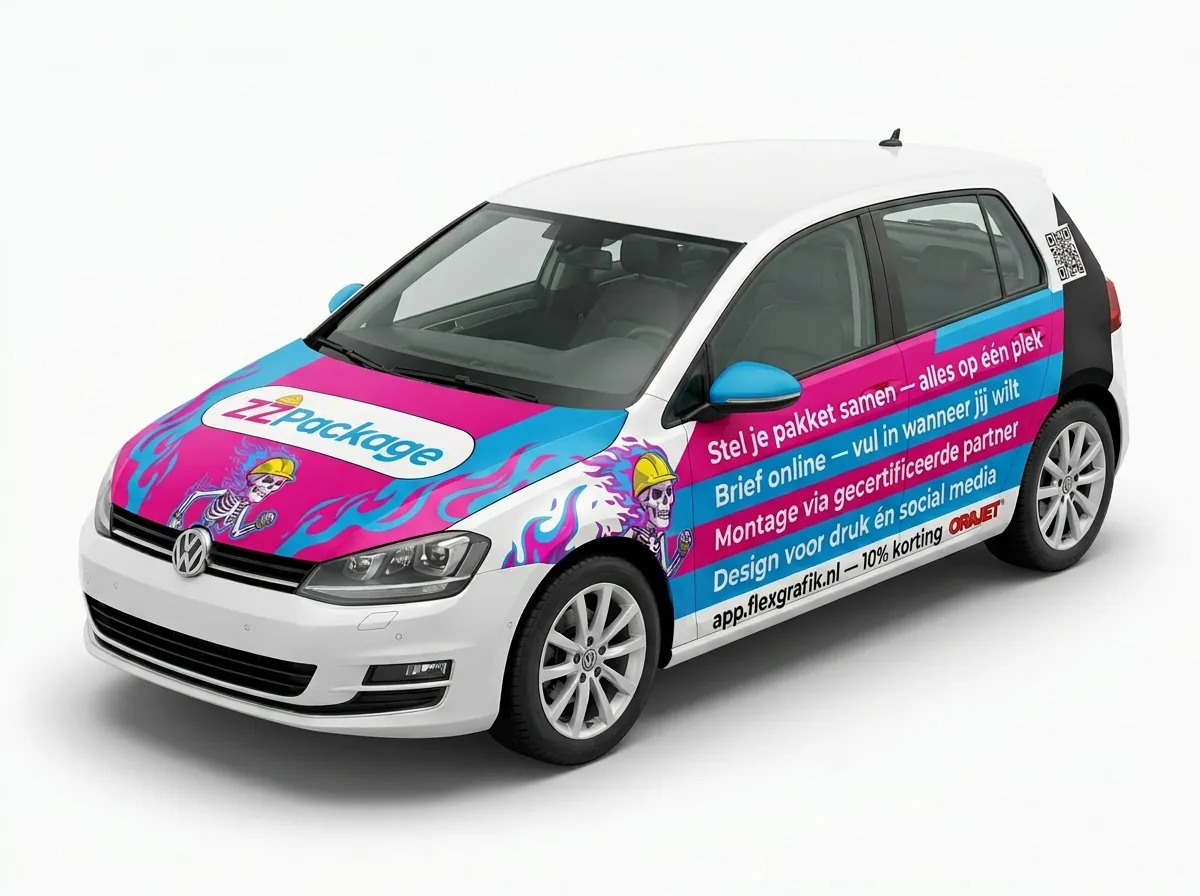 ZZPackage
Stel je pakket samen — alles op één plek
Brief online — vul in wanneer jij wilt
Montage via gecertificeerde partner
Design voor druk én social media
app.flexgrafik.nl — 10% korting ORAJET®